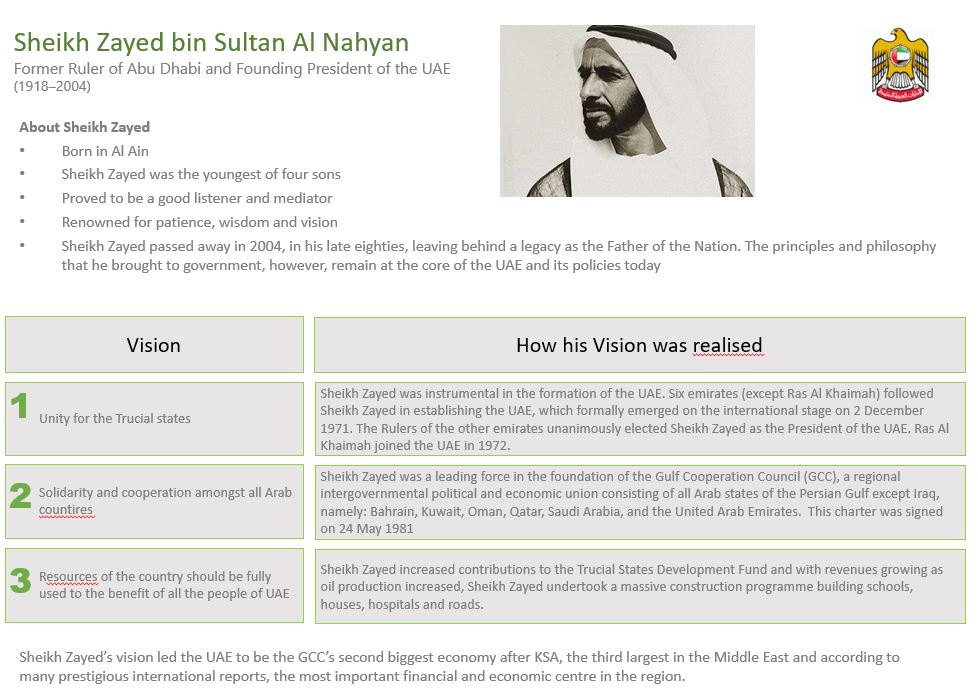 Sheikh Zayed bin Sultan Al Nahyan
Former Ruler of Abu Dhabi and Founding President of the UAE
(1918–2004)
About Sheikh Zayed
• Born in Al Ain
• Sheikh Zayed was the youngest of four sons
• Proved to be a good listener and mediator
• Renowned for patience, wisdom and vision
• Sheikh Zayed passed away in 2004, in his late eighties, leaving behind a legacy as the Father of the Nation. The principles and philosophy
that he brought to government, however, remain at the core of the UAE and its policies today
Vision
How his Vision was realised
1
Unity for the Trucial states
Sheikh Zayed was instrumental in the formation of the UAE. Six emirates (except Ras Al Khaimah) followed
Sheikh Zayed in establishing the UAE, which formally emerged on the international stage on 2 December
1971. The Rulers of the other emirates unanimously elected Sheikh Zayed as the President of the UAE. Ras Al
Khaimah joined the UAE in 1972.
2
Solidarity and cooperation amongst all Arab
countires
Sheikh Zayed was a leading force in the foundation of the Gulf Cooperation Council (GCC), a regional
intergovernmental political and economic union consisting of all Arab states of the Persian Gulf except Iraq,
namely: Bahrain, Kuwait, Oman, Qatar, Saudi Arabia, and the United Arab Emirates. This charter was signed
on 24 May 1981
3
Resources of the country should be fully
used to the benefit of all the people of UAE
Sheikh Zayed increased contributions to the Trucial States Development Fund and with revenues growing as
oil production increased, Sheikh Zayed undertook a massive construction programme building schools,
houses, hospitals and roads.
Sheikh Zayed's vision led the UAE to be the GCC's second biggest economy after KSA, the third largest in the Middle East and according to
many prestigious international reports, the most important financial and economic centre in the region.